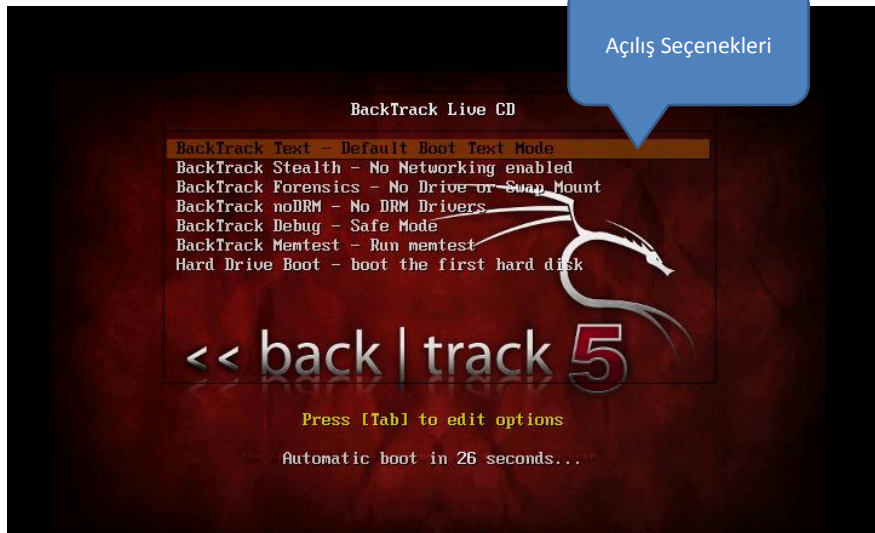 Açılış Seçenekleri
BackTrack Live CD
BackTrack Text - Default Boot Text Mode
BackTrack Stealth - No Networking enabled
BackTrack Forensics - No Drive or Swap Mount
BackTrack noDRM - No DRM Drivers
BackTrack Debug - Safe Mode
BackTrack Memtest - Run memtest
Hard Drive Boot - boot the first hard disk
<< back | track 5
Press [Tab] to edit options
Automatic boot in 26 seconds...